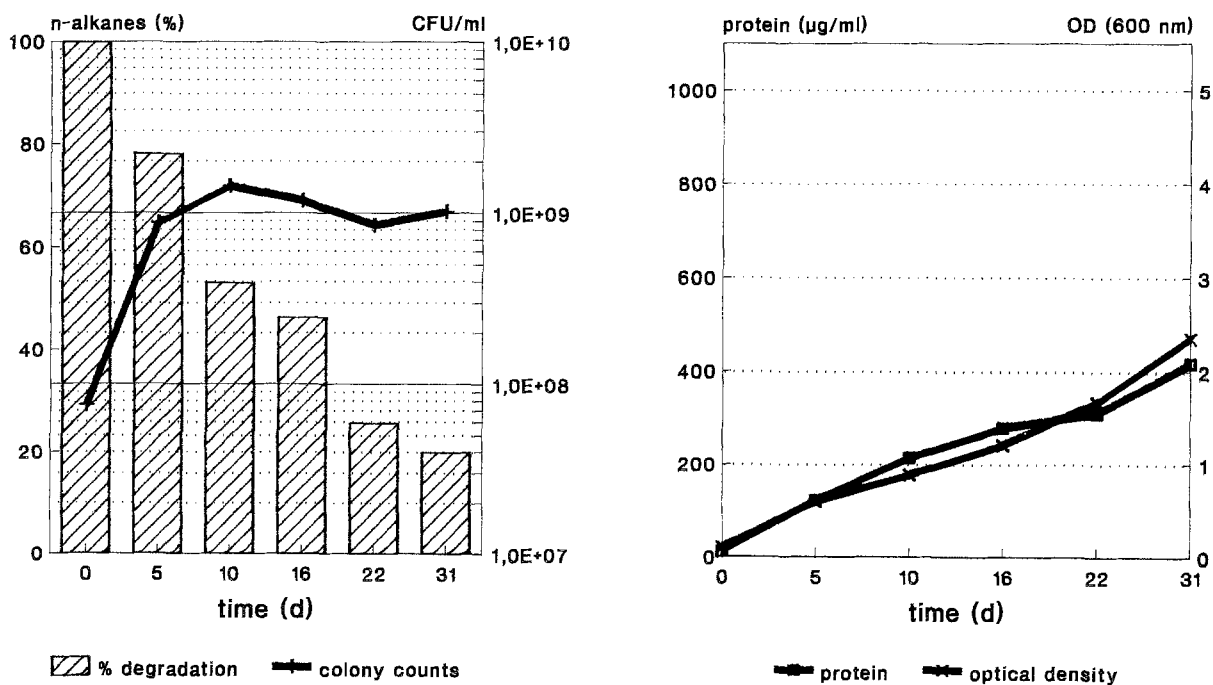 n-alkanes (%) CFU/ml
100 1,0E+10
80
1,0E+09
60
40
1,0E+08
20
0 1,0E+07
0 5 10 16 22 31
time (d)
% degradation colony counts
protein (µg/ml) OD (600 nm)
1000 5
800 4
600 3
400 2
200 1
0 0
0 5 10 16 22 31
time (d)
protein optical density